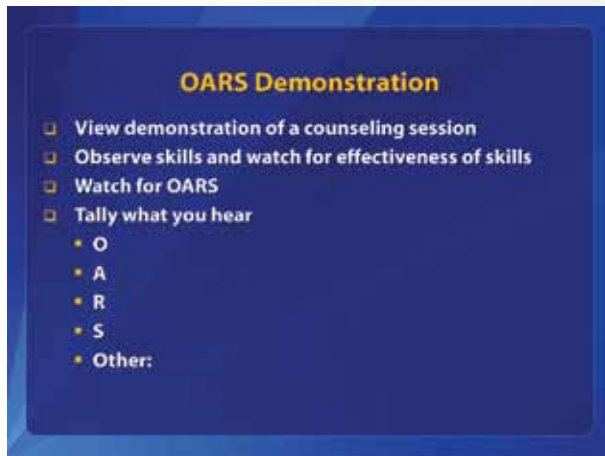 OARS Demonstration
View demonstration of a counseling session
Observe skills and watch for effectiveness of skills
Watch for OARS
Tally what you hear
O
A
R
S
Other: